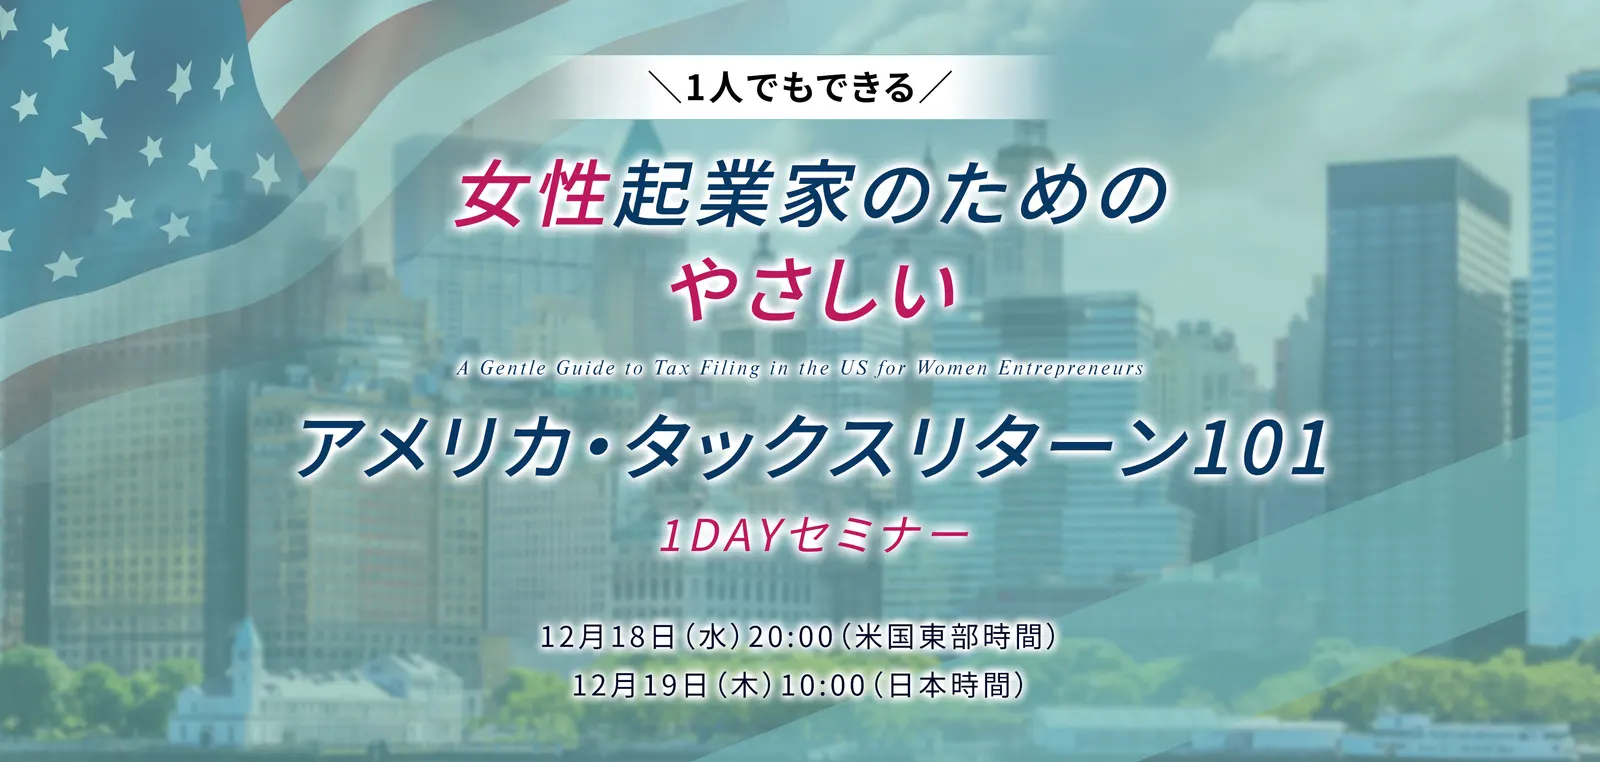 ＼1人でもできる／
女性起業家のための
やさしい
A Gentle Guide to Tax Filing in the US for Women Entrepreneurs
アメリカ・タックスリターン101
1DAYセミナー
12月18日（水）20:00（米国東部時間）
12月19日（木）10:00（日本時間）